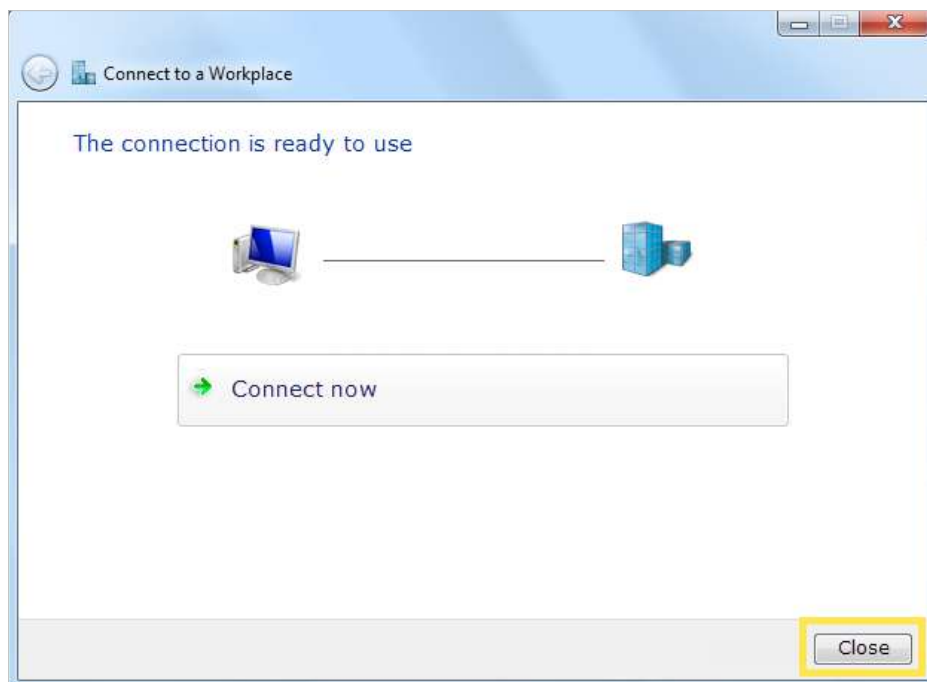 Connect to a Workplace
The connection is ready to use
Connect now
Close